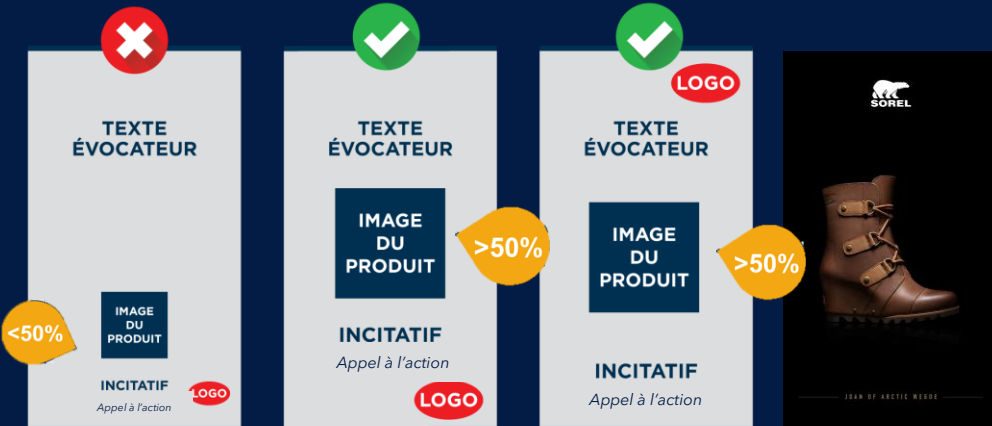 TEXTE
ÉVOCATEUR
<50%
IMAGE
DU
PRODUIT
INCITATIF
Appel à l'action
LOGO
TEXTE
ÉVOCATEUR
IMAGE
DU
PRODUIT
>50%
INCITATIF
Appel à l'action
LOGO
LOGO
TEXTE
ÉVOCATEUR
IMAGE
DU
PRODUIT
>50%
INCITATIF
Appel à l'action
SOREL
JOAN OF ARCTIC WEGDE